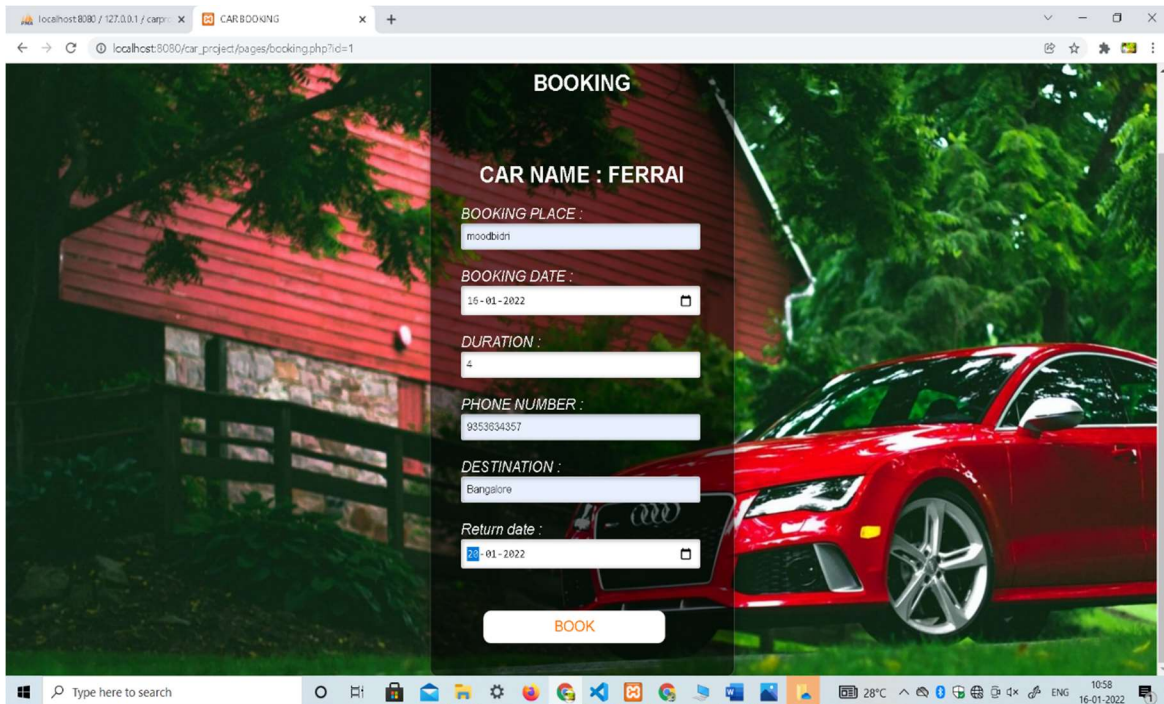 localhost:8080 / 127.0.0.1 / carpro
CAR BOOKING
localhost:8080/car_project/pages/booking.php?id=1
BOOKING
CAR NAME : FERRAI
BOOKING PLACE :
moodbidri
BOOKING DATE :
16-01-2022
DURATION :
4
PHONE NUMBER :
9353634357
DESTINATION :
Bangalore
Return date :
20-01-2022
BOOK
Type here to search
28°C
ENG
10:58
16-01-2022